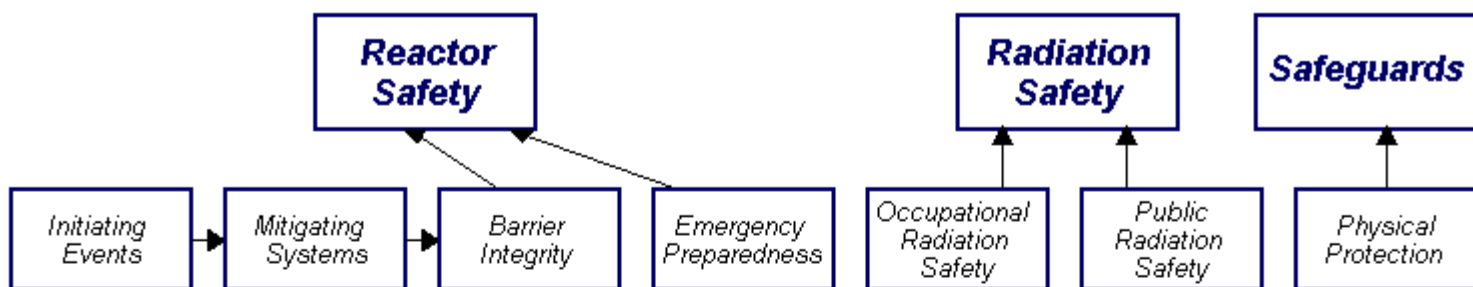 Reactor
Safety
Radiation
Safety
Safeguards
Initiating
Events
Mitigating
Systems
Barrier
Integrity
Emergency
Preparedness
Occupational
Radiation
Safety
Public
Radiation
Safety
Physical
Protection